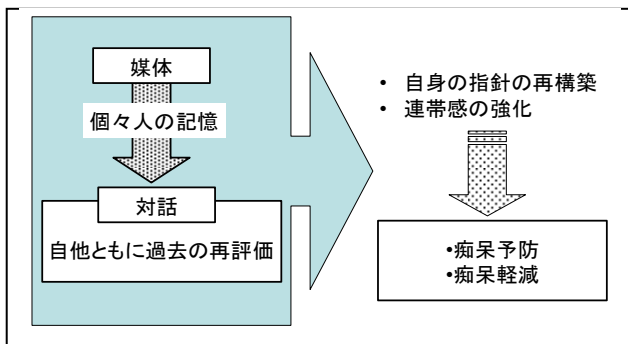 媒体
個々人の記憶
対話
自他ともに過去の再評価
• 自身の指針の再構築
• 連帯感の強化
•痴呆予防
•痴呆軽減